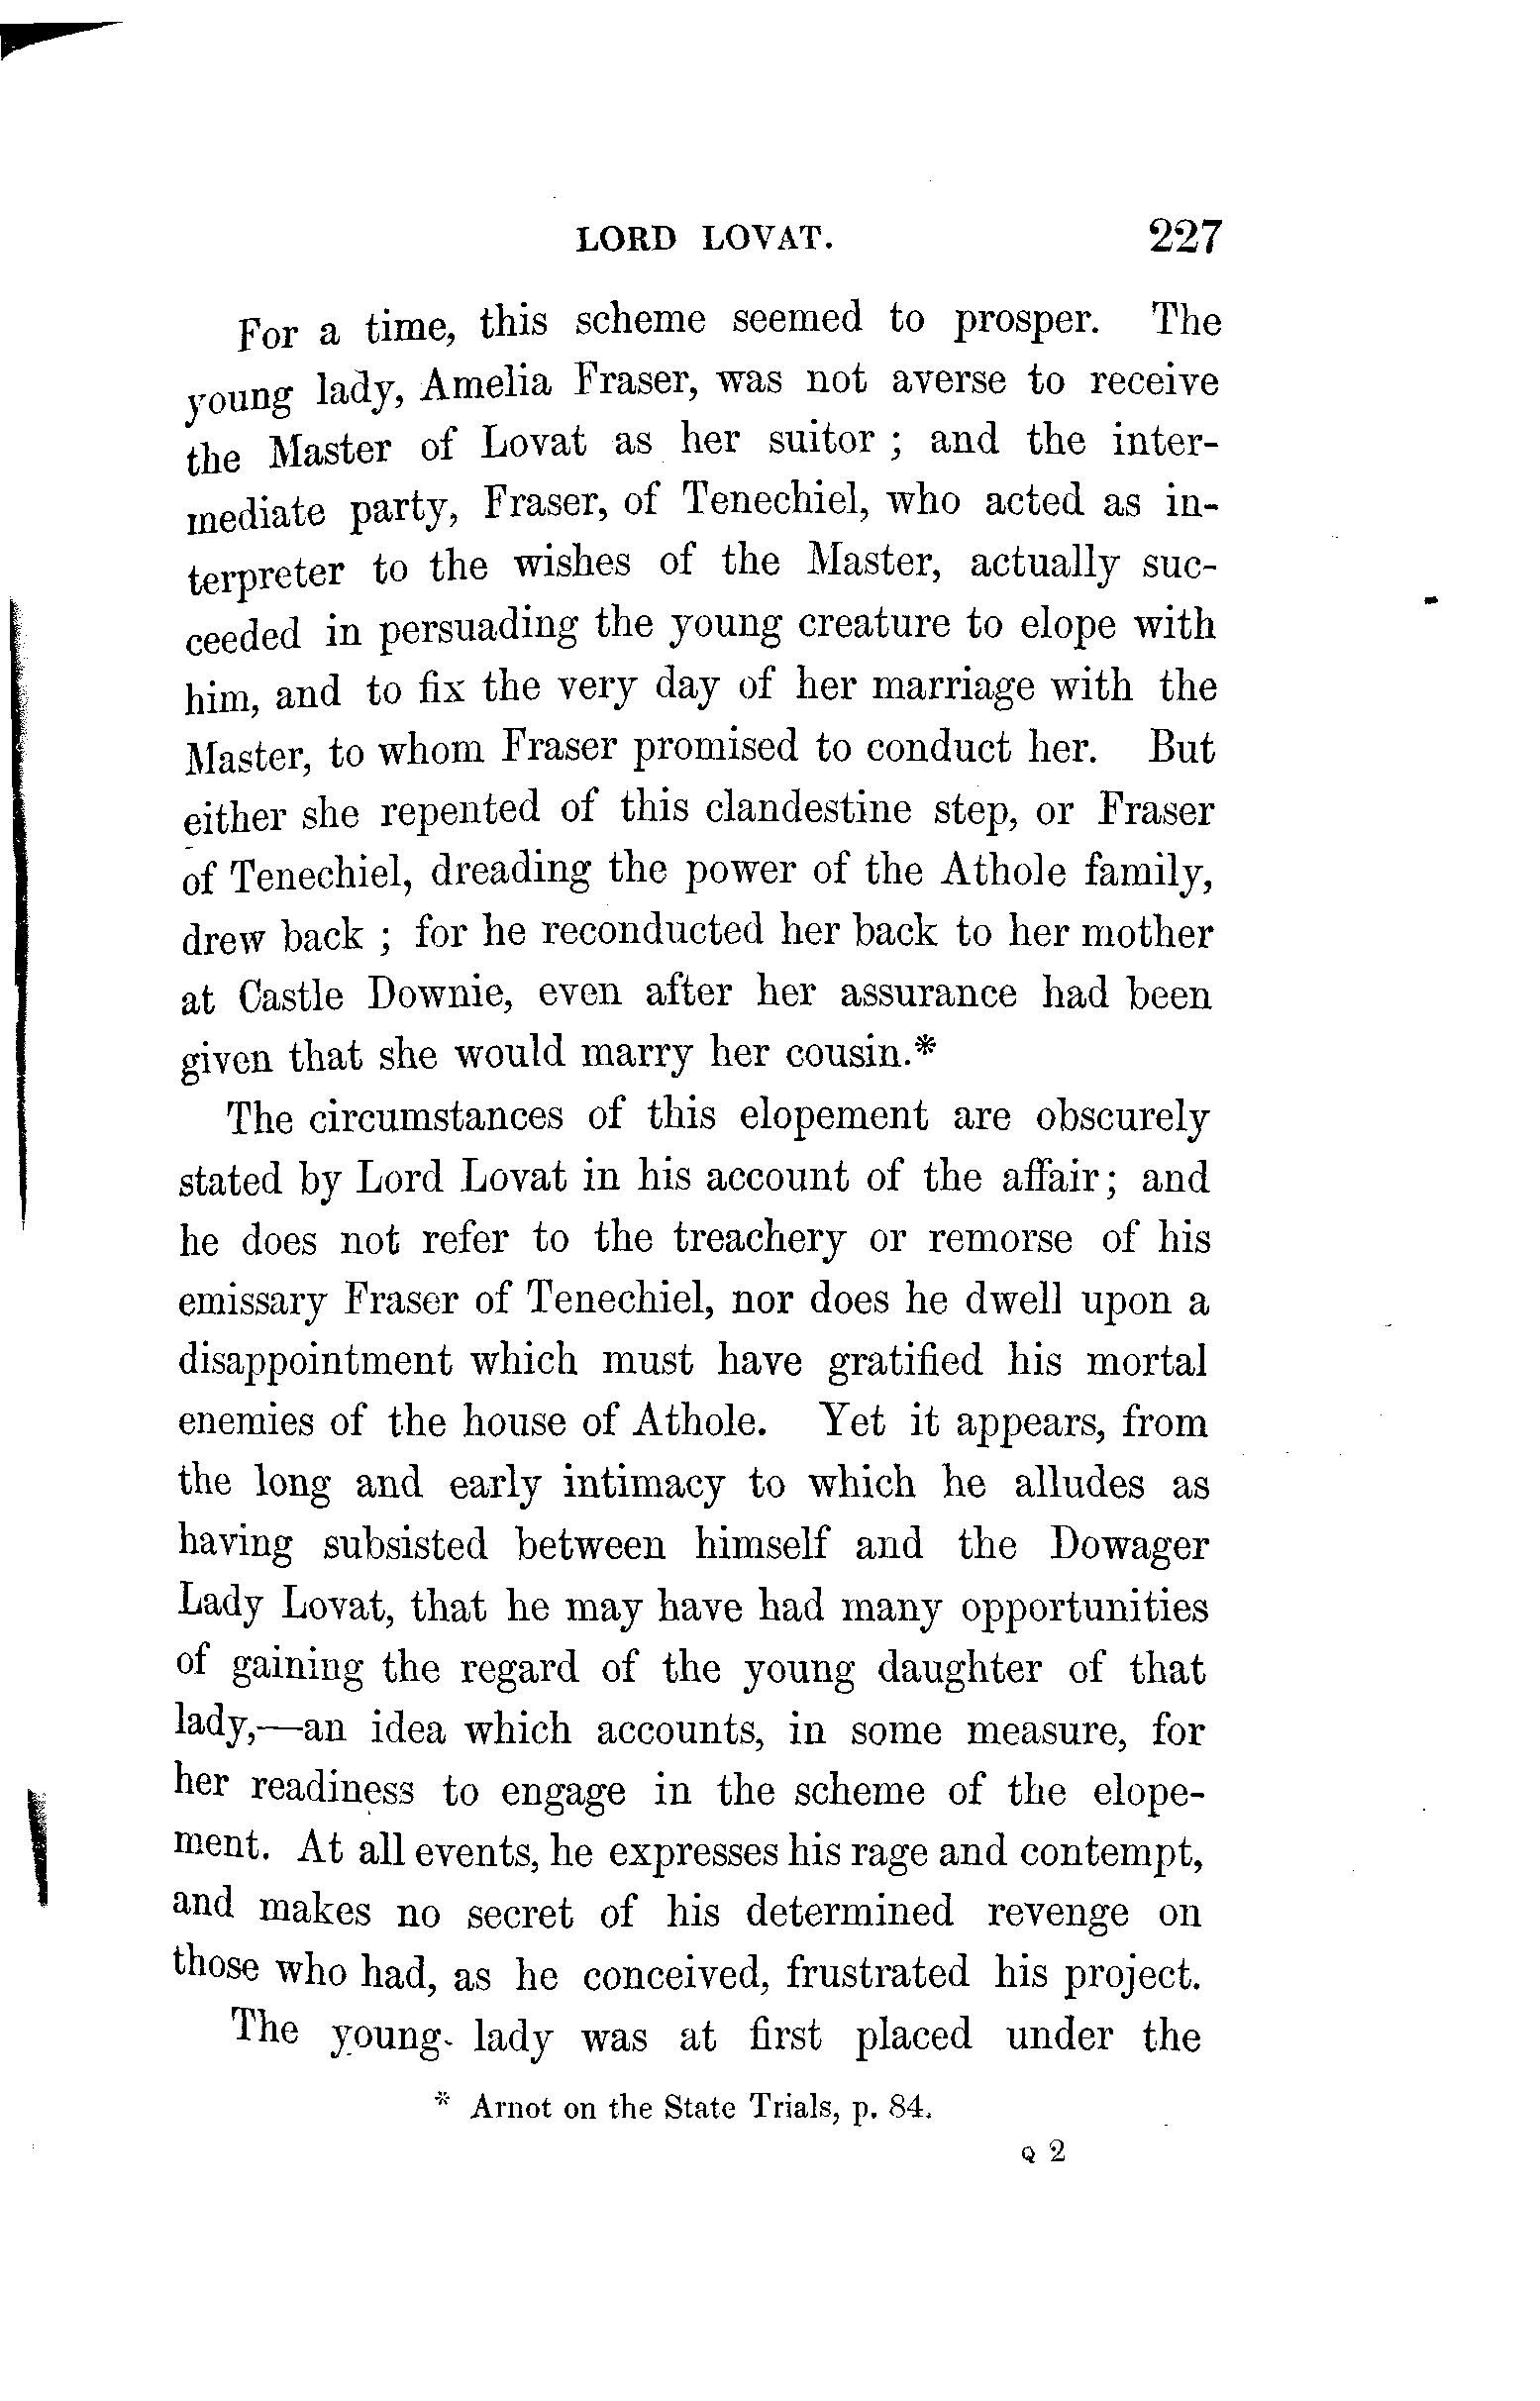 LORD LOVAT. 227
For a time, this scheme seemed to prosper. The
young lady, Amelia Fraser, was not averse to receive
the Master of Lovat as her suitor ; and the inter-
mediate party, Fraser, of Tenechiel, who acted as in-
terpreter to the wishes of the Master, actually suc-
ceeded in persuading the young creature to elope with
him, and to fix the very day of her marriage with the
Master, to whom Fraser promised to conduct her. But
either she repented of this clandestine step, or Fraser
of Tenechiel, dreading the power of the Athole family,
drew back ; for he reconducted her back to her mother
at Castle Downie, even after her assurance had been
given that she would marry her cousin.*
The circumstances of this elopement are obscurely
stated by Lord Lovat in his account of the affair; and
he does not refer to the treachery or remorse of his
emissary Fraser of Tenechiel, nor does he dwell upon a
disappointment which must have gratified his mortal
enemies of the house of Athole. Yet it appears, from
the long and early intimacy to which he alludes as
having subsisted between himself and the Dowager
Lady Lovat, that he may have had many opportunities
of gaining the regard of the young daughter of that
lady,—an idea which accounts, in some measure, for
her readiness to engage in the scheme of the elope-
ment. At all events, he expresses his rage and contempt,
and makes no secret of his determined revenge on
those who had, as he conceived, frustrated his project.
The young lady was at first placed under the
* Arnot on the State Trials, p. 84.
Q 2